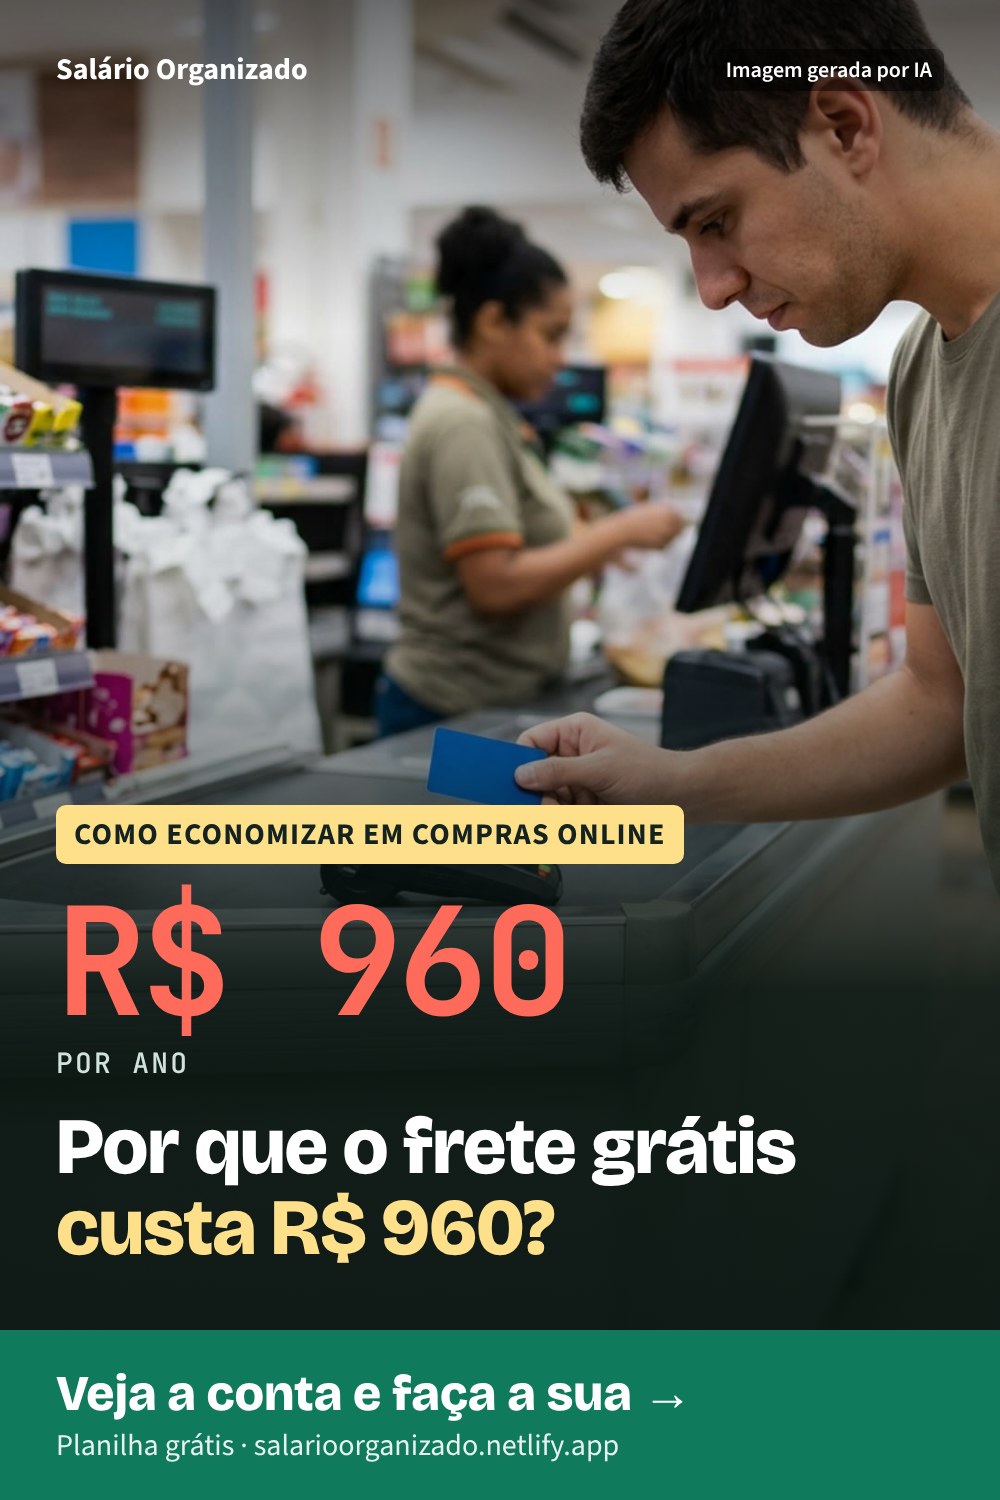 Salário Organizado
Imagem gerada por IA
COMO ECONOMIZAR EM COMPRAS ONLINE
R$ 960
POR ANO
Por que o frete grátis
custa R$ 960?
Veja a conta e faça a sua →
Planilha grátis · salarioorganizado.netlify.app